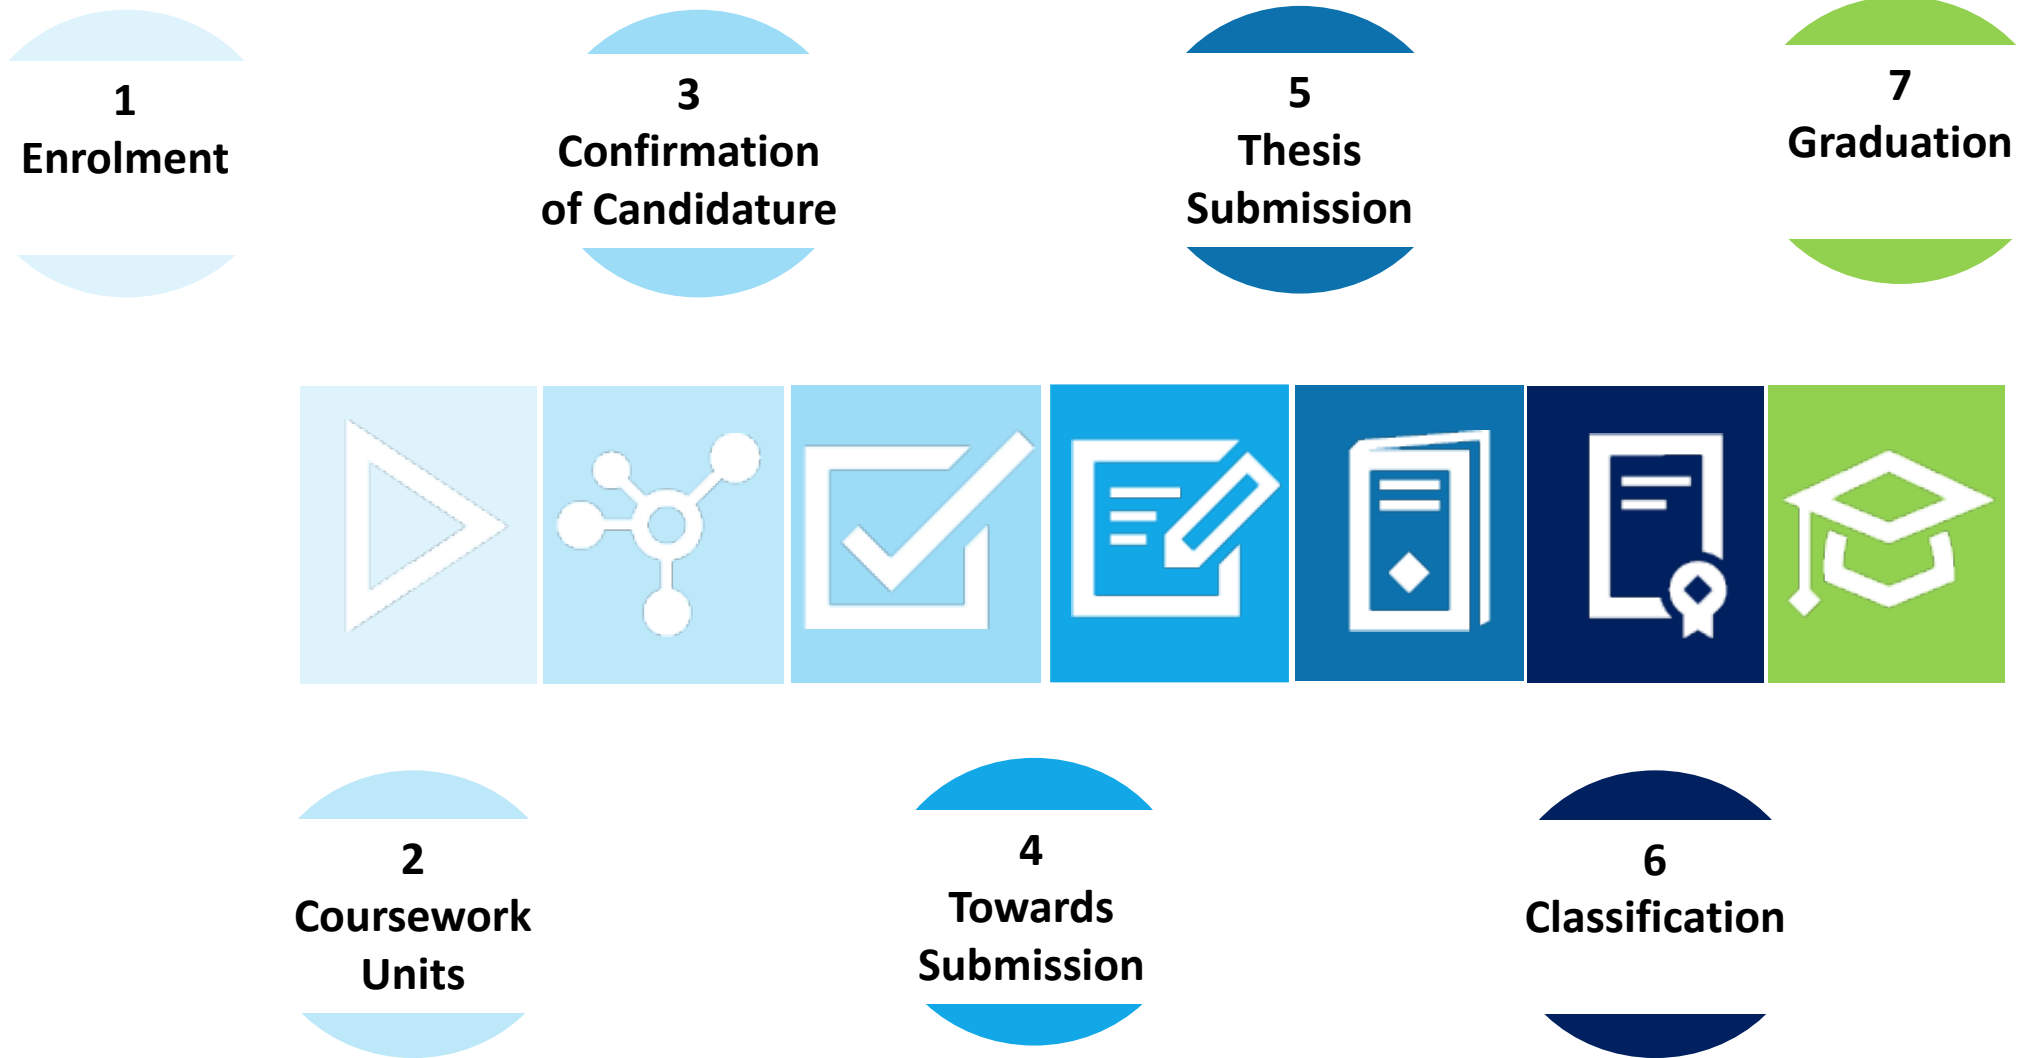 1
Enrolment
3
Confirmation
of Candidature
5
Thesis
Submission
7
Graduation
2
Coursework
Units
4
Towards
Submission
6
Classification